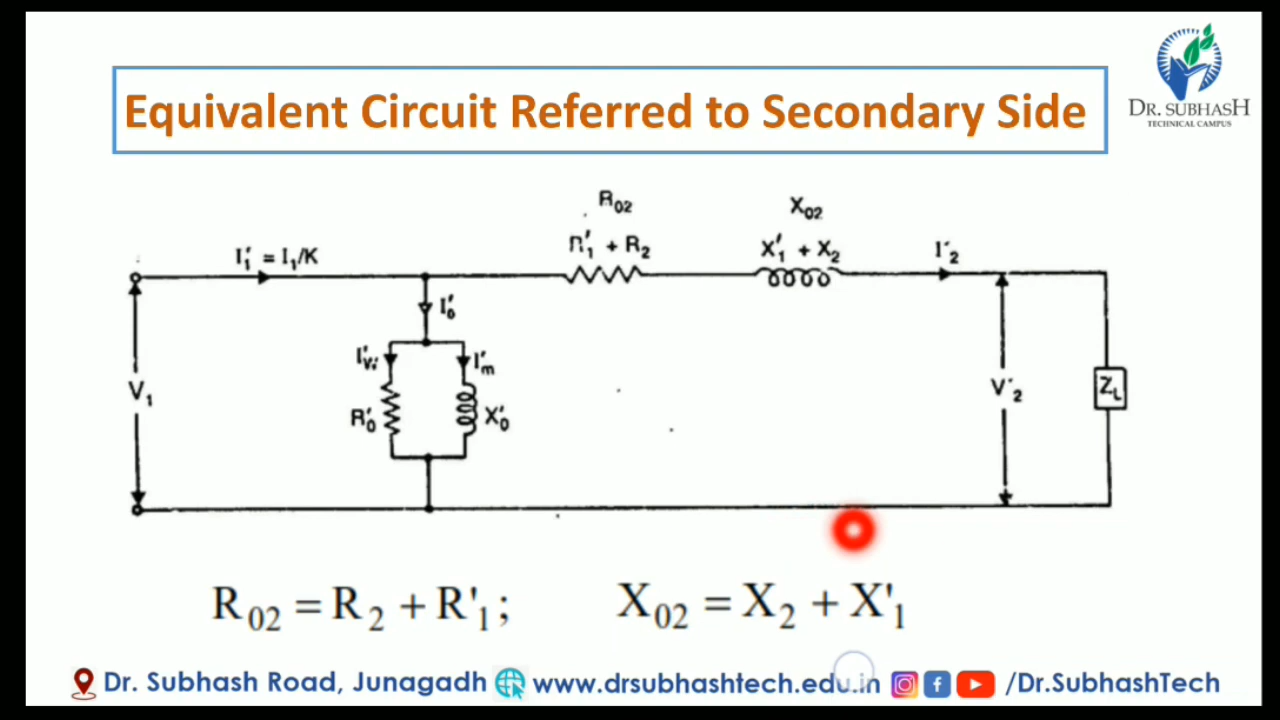 Equivalent Circuit Referred to Secondary Side
DR. SUBHASH
TECHNICAL CAMPUS
R02
X02
I'1 = I1/K
R'1 + R2
X'1 + X2
I'2
I'0
I'W
I'm
V1
R'0
X'0
V'2
ZL
R02 = R2 + R'1;
X02 = X2 + X'1
Dr. Subhash Road, Junagadh www.drsubhashtech.edu.in /Dr.SubhashTech